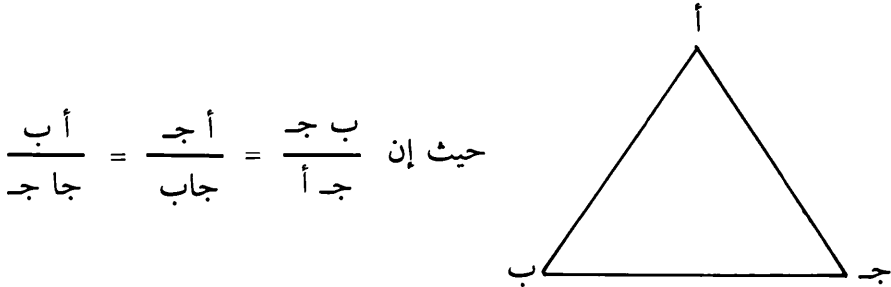 أ
حيث إن ب جـ / جـ أ = أ جـ / جاب = أ ب / جا جـ
ب
جـ